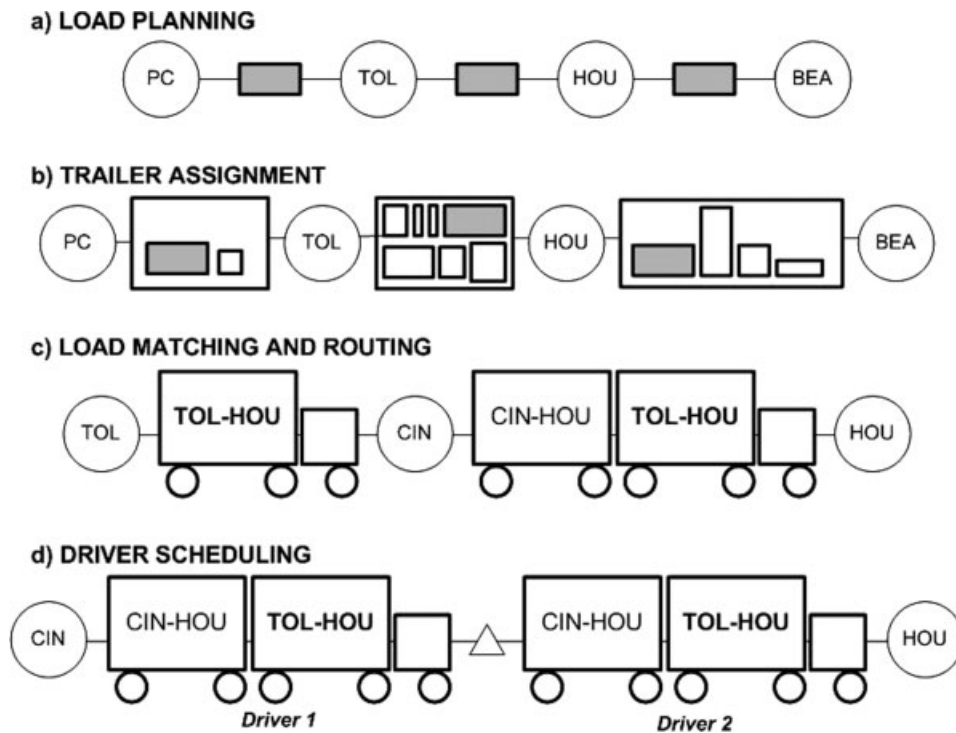 a) LOAD PLANNING
PC TOL HOU BEA
b) TRAILER ASSIGNMENT
PC TOL HOU BEA
c) LOAD MATCHING AND ROUTING
TOL TOL-HOU CIN CIN-HOU TOL-HOU HOU
d) DRIVER SCHEDULING
CIN CIN-HOU TOL-HOU CIN-HOU TOL-HOU HOU
Driver 1 Driver 2